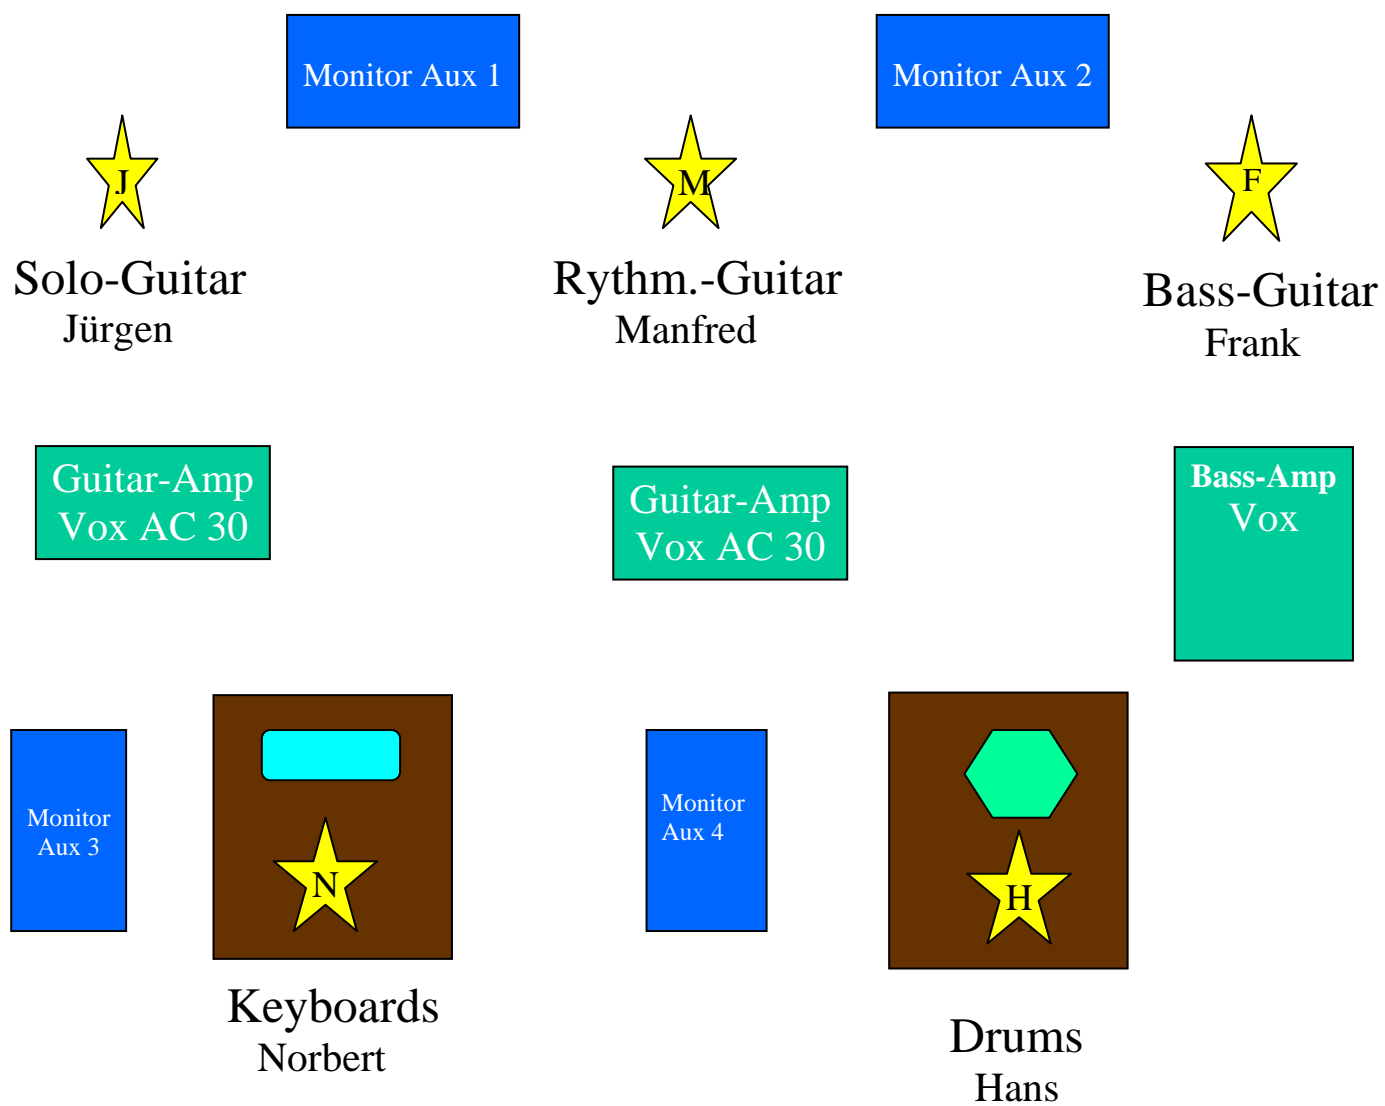 Monitor Aux 1
Monitor Aux 2
J
M
F
Solo-Guitar
Jürgen
Rythm.-Guitar
Manfred
Bass-Guitar
Frank
Guitar-Amp
Vox AC 30
Guitar-Amp
Vox AC 30
Bass-Amp
Vox
Monitor
Aux 3
N
Monitor
Aux 4
H
Keyboards
Norbert
Drums
Hans